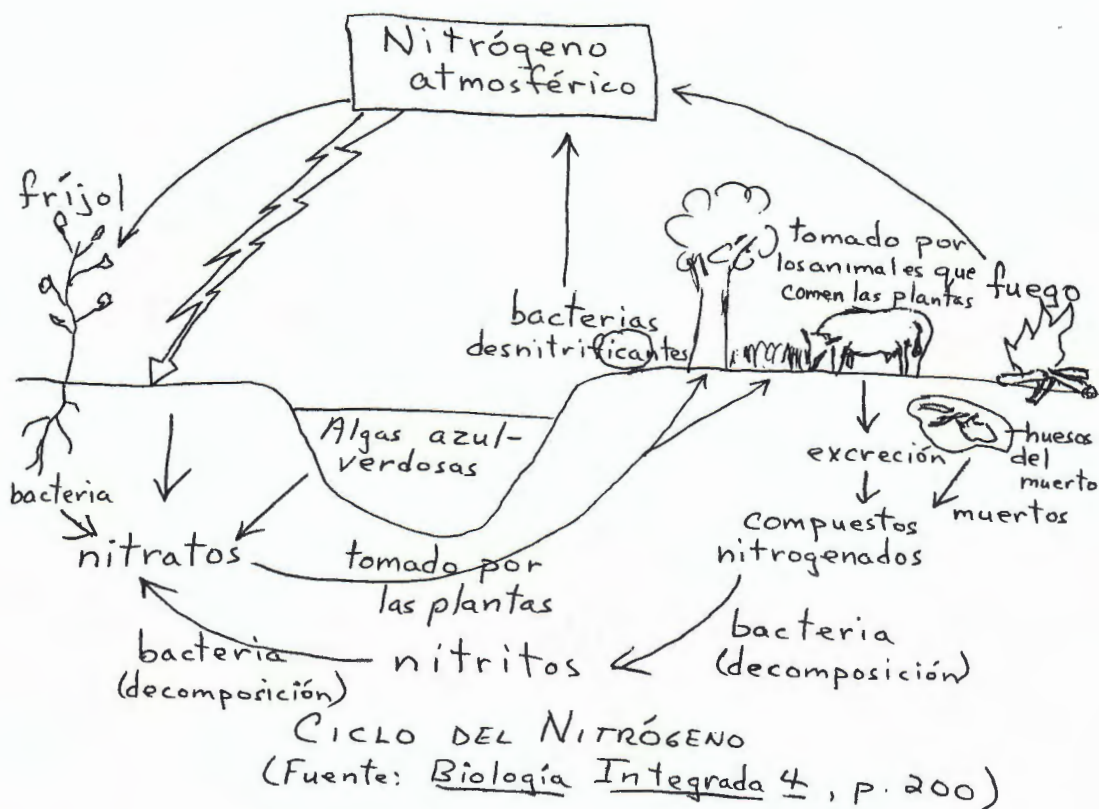 Nitrógeno
atmosférico
fríjol
tomado por
los animales que
comen las plantas
fuego
bacterias
desnitrificantes
Algas azul-
verdosas
excreción
huesos
del
muerto
bacteria
muertos
compuestos
nitrogenados
nitratos
tomado por
las plantas
bacteria
(decomposición)
nitritos
bacteria
(decomposición)
CICLO DEL NITRÓGENO
(Fuente: Biología Integrada 4, p. 200)